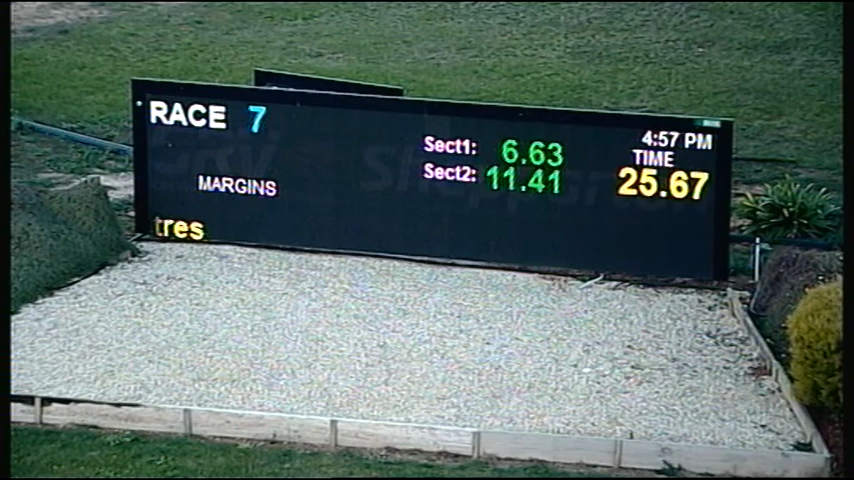 RACE 7
4:57 PM
Sect1: 6.63
TIME
Sect2: 11.41
25.67
MARGINS
tres